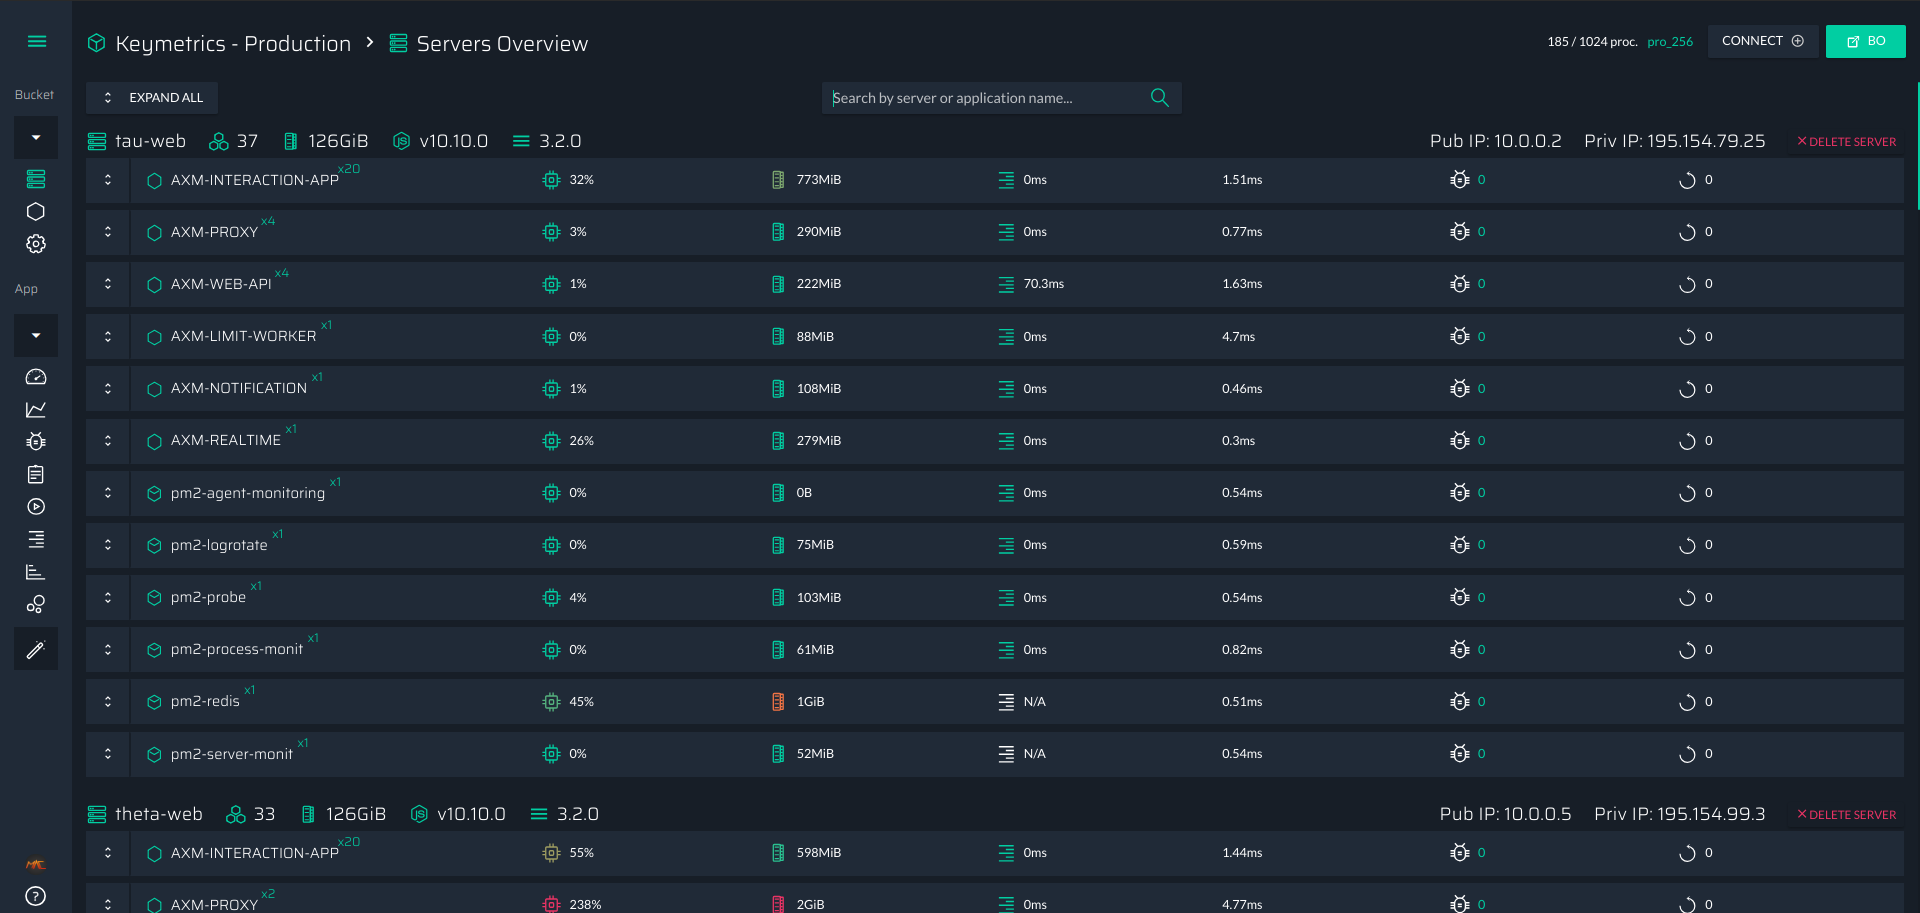 Keymetrics - Production > Servers Overview
185 / 1024 proc. pro_256 CONNECT BO
Bucket
EXPAND ALL Search by server or application name...
tau-web 37 126GiB v10.10.0 3.2.0 Pub IP: 10.0.0.2 Priv IP: 195.154.79.25 DELETE SERVER
AXM-INTERACTION-APP x20 32% 773MiB 0ms 1.51ms 0 0
AXM-PROXY x4 3% 290MiB 0ms 0.77ms 0 0
AXM-WEB-API x4 1% 222MiB 70.3ms 1.63ms 0 0
App
AXM-LIMIT-WORKER x1 0% 88MiB 0ms 4.7ms 0 0
AXM-NOTIFICATION x1 1% 108MiB 0ms 0.46ms 0 0
AXM-REALTIME x1 26% 279MiB 0ms 0.3ms 0 0
pm2-agent-monitoring x1 0% 0B 0ms 0.54ms 0 0
pm2-logrotate x1 0% 75MiB 0ms 0.59ms 0 0
pm2-probe x1 4% 103MiB 0ms 0.54ms 0 0
pm2-process-monit x1 0% 61MiB 0ms 0.82ms 0 0
pm2-redis x1 45% 1GiB N/A 0.51ms 0 0
pm2-server-monit x1 0% 52MiB N/A 0.54ms 0 0
theta-web 33 126GiB v10.10.0 3.2.0 Pub IP: 10.0.0.5 Priv IP: 195.154.99.3 DELETE SERVER
AXM-INTERACTION-APP x20 55% 598MiB 0ms 1.44ms 0 0
AXM-PROXY x2 238% 2GiB 0ms 4.77ms 0 0